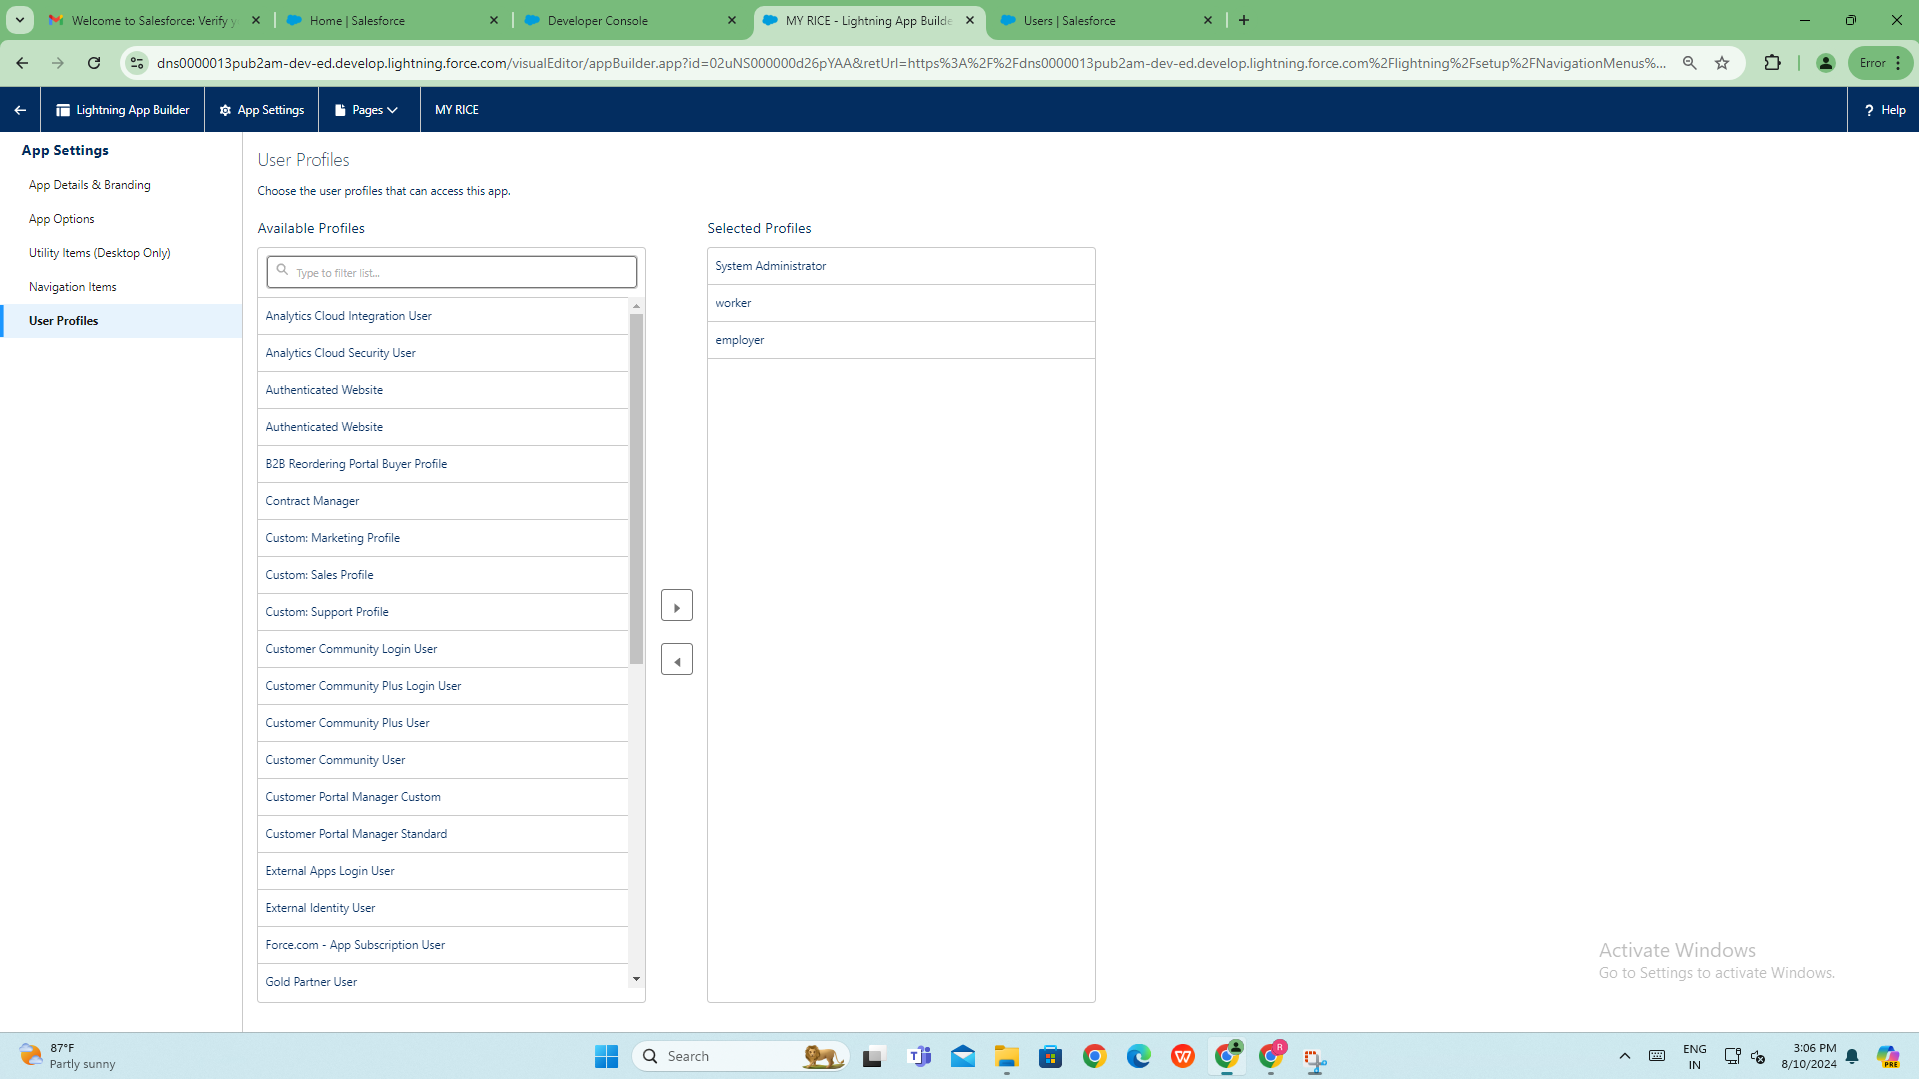 Welcome to Salesforce: Verify y
Home | Salesforce
Developer Console
MY RICE - Lightning App Builde
Users | Salesforce
dns0000013pub2am-dev-ed.develop.lightning.force.com/visualEditor/appBuilder.app?id=02uNS000000d26pYAA&retUrl=https%3A%2F%2Fdns0000013pub2am-dev-ed.develop.lightning.force.com%2Flightning%2Fsetup%2FNavigationMenus%...
Error
Lightning App Builder
App Settings
Pages
MY RICE
? Help
App Settings
App Details & Branding
App Options
Utility Items (Desktop Only)
Navigation Items
User Profiles
User Profiles
Choose the user profiles that can access this app.
Available Profiles
Type to filter list...
Analytics Cloud Integration User
Analytics Cloud Security User
Authenticated Website
Authenticated Website
B2B Reordering Portal Buyer Profile
Contract Manager
Custom: Marketing Profile
Custom: Sales Profile
Custom: Support Profile
Customer Community Login User
Customer Community Plus Login User
Customer Community Plus User
Customer Community User
Customer Portal Manager Custom
Customer Portal Manager Standard
External Apps Login User
External Identity User
Force.com - App Subscription User
Gold Partner User
Selected Profiles
System Administrator
worker
employer
Activate Windows
Go to Settings to activate Windows.
87°F
Partly sunny
Search
R
ENG
IN
3:06 PM
8/10/2024
PRE